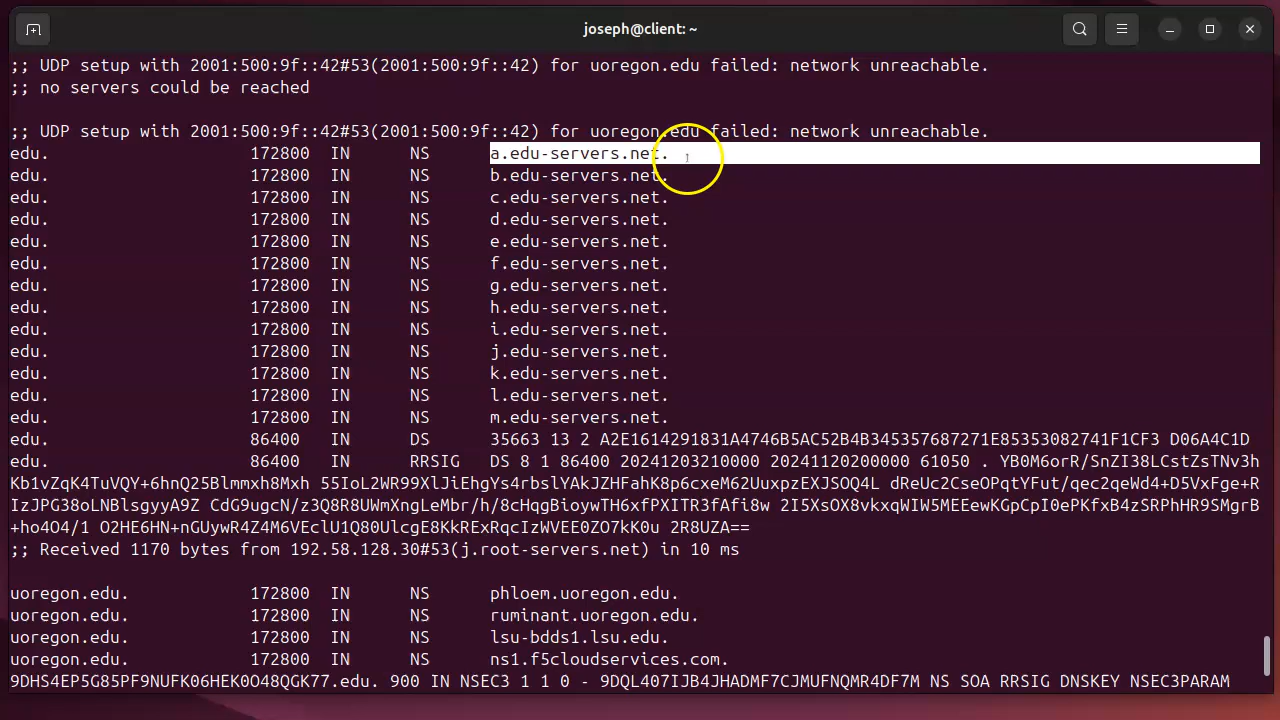 joseph@client: ~
;; UDP setup with 2001:500:9f::42#53(2001:500:9f::42) for uoregon.edu failed: network unreachable.
;; no servers could be reached
;; UDP setup with 2001:500:9f::42#53(2001:500:9f::42) for uoregon.edu failed: network unreachable.
edu. 172800 IN NS a.edu-servers.net.
edu. 172800 IN NS b.edu-servers.net.
edu. 172800 IN NS c.edu-servers.net.
edu. 172800 IN NS d.edu-servers.net.
edu. 172800 IN NS e.edu-servers.net.
edu. 172800 IN NS f.edu-servers.net.
edu. 172800 IN NS g.edu-servers.net.
edu. 172800 IN NS h.edu-servers.net.
edu. 172800 IN NS i.edu-servers.net.
edu. 172800 IN NS j.edu-servers.net.
edu. 172800 IN NS k.edu-servers.net.
edu. 172800 IN NS l.edu-servers.net.
edu. 172800 IN NS m.edu-servers.net.
edu. 86400 IN DS 35663 13 2 A2E1614291831A4746B5AC52B4B345357687271E85353082741F1CF3 D06A4C1D
edu. 86400 IN RRSIG DS 8 1 86400 20241203210000 20241120200000 61050 . YB0M6orR/SnZI38LCstZsTNv3h
Kb1vZqK4TuVQY+6hnQ25Blmmxh8Mxh 55IoL2WR99XlJiEhgYs4rbslYAkJZHFahK8p6cxeM62UuxpzEXJSOQ4L dReUc2CseOPqtYFut/qec2qeWd4+D5VxFge+R
IzJPG38oLNBlsgyyA9Z CdG9ugcN/z3Q8R8UWmXngLeMbr/h/8cHqgBioywTH6xfPXITR3fAfi8w 2I5XsOX8vkxqWIW5MEEewKGpCpI0ePKfxB4zSRPhHR9SMgrB
+ho4O4/1 O2HE6HN+nGUywR4Z4M6VEclU1Q80UlcgE8KkRExRqcIzWVEE0ZO7kK0u 2R8UZA==
;; Received 1170 bytes from 192.58.128.30#53(j.root-servers.net) in 10 ms
uoregon.edu. 172800 IN NS phloem.uoregon.edu.
uoregon.edu. 172800 IN NS ruminant.uoregon.edu.
uoregon.edu. 172800 IN NS lsu-bdds1.lsu.edu.
uoregon.edu. 172800 IN NS ns1.f5cloudservices.com.
9DHS4EP5G85PF9NUFK06HEK0O48QGK77.edu. 900 IN NSEC3 1 1 0 - 9DQL407IJB4JHADMF7CJMUFNQMR4DF7M NS SOA RRSIG DNSKEY NSEC3PARAM